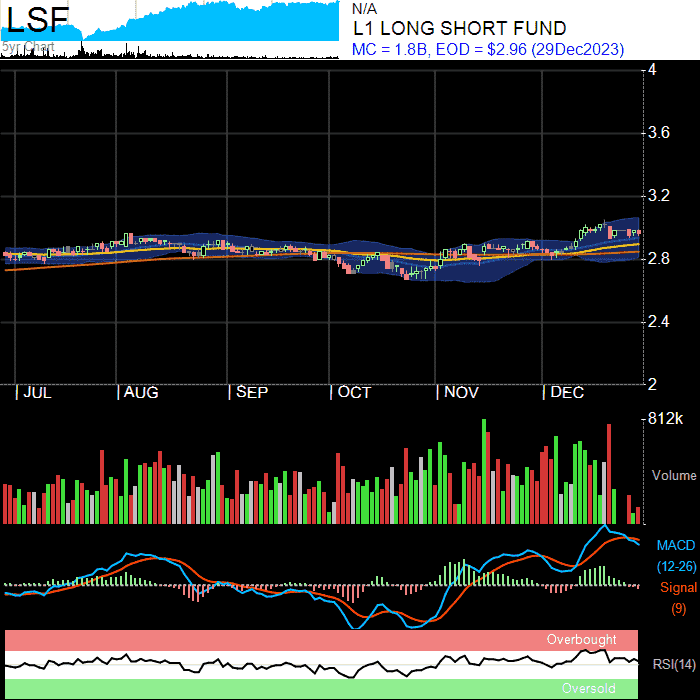 LSF
5yr Chart
N/A
L1 LONG SHORT FUND
MC = 1.8B, EOD = $2.96 (29Dec2023)
4
3.6
3.2
2.8
2.4
2
JUL AUG SEP OCT NOV DEC
812k
Volume
MACD
(12-26)
Signal
(9)
Overbought
RSI(14)
Oversold